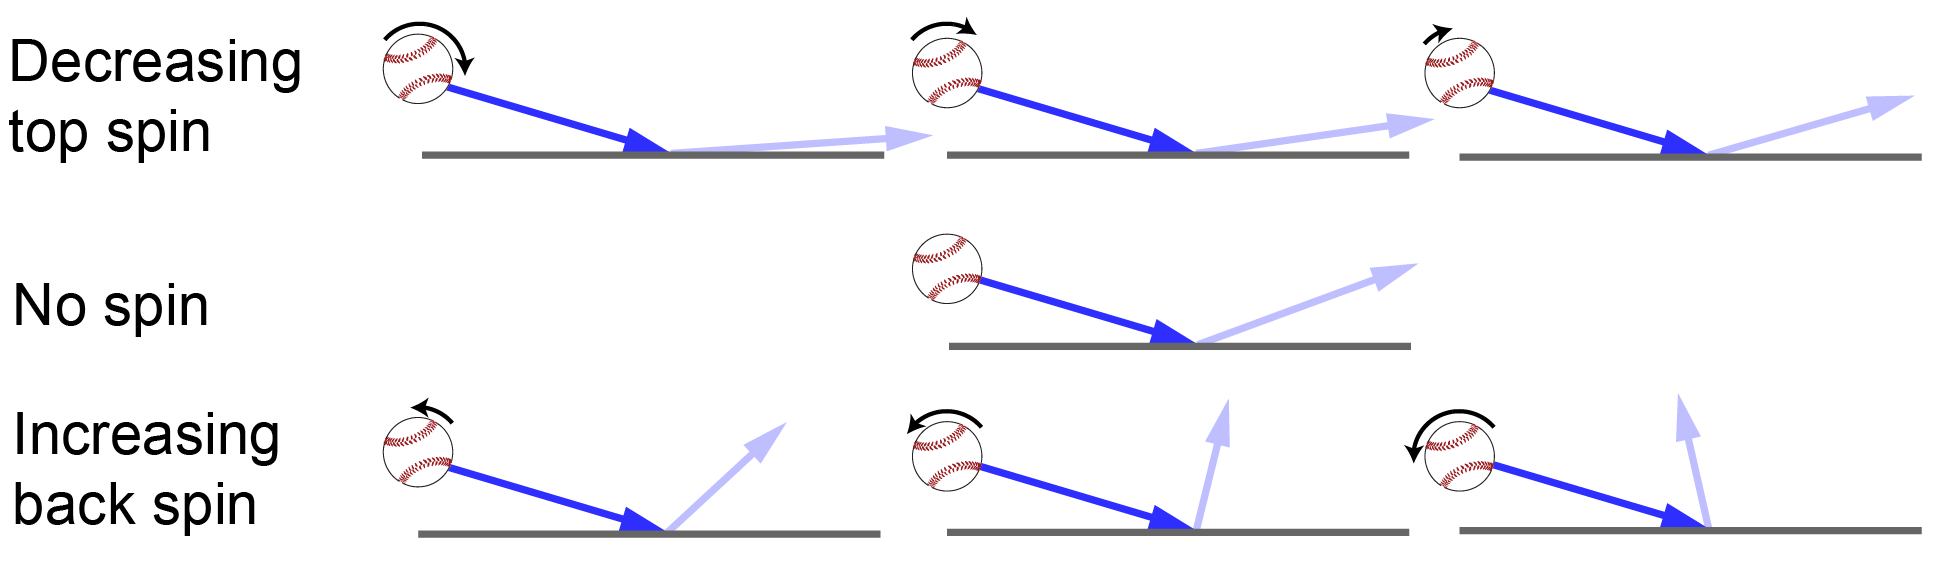 Decreasing
top spin
No spin
Increasing
back spin